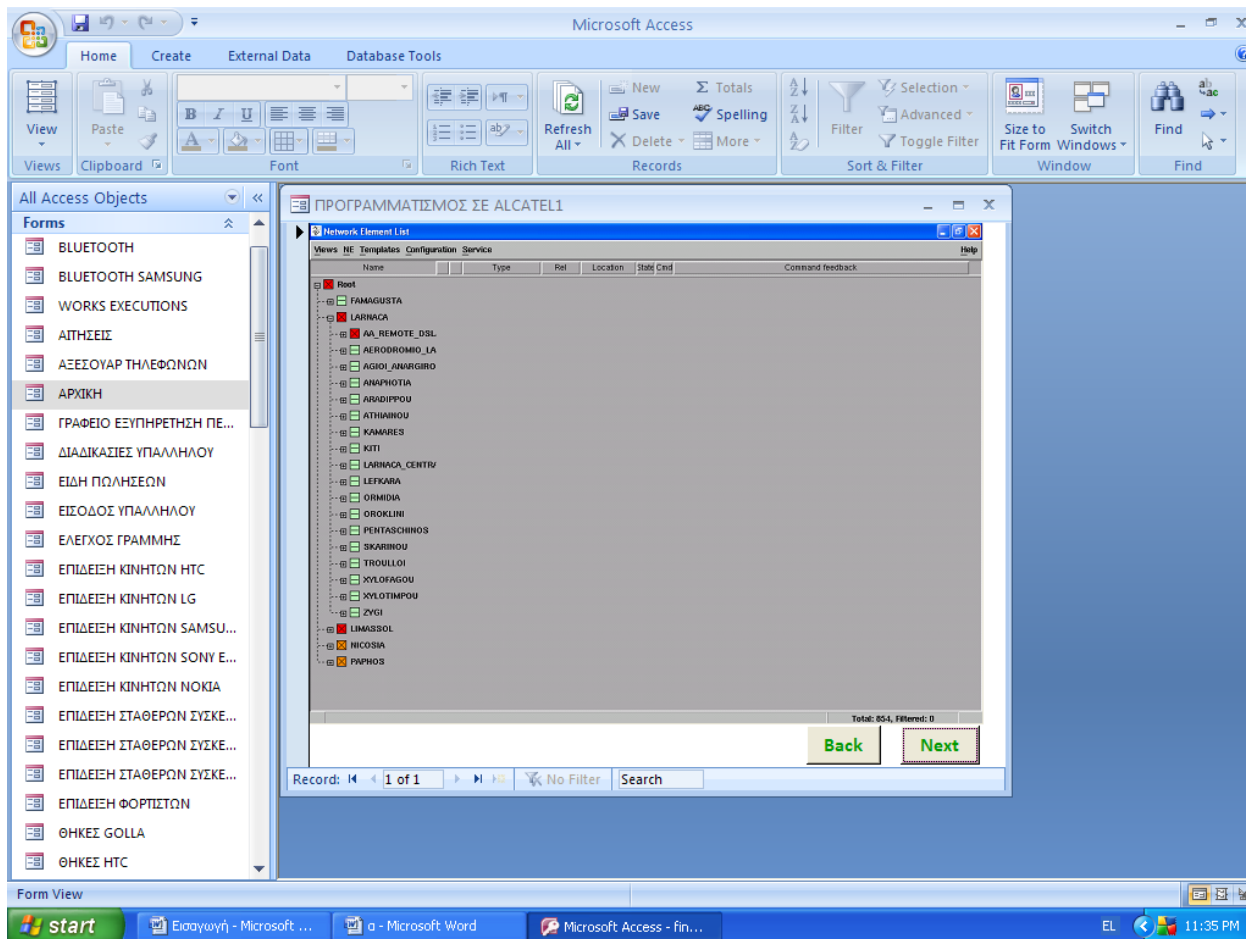 Microsoft Access
Home Create External Data Database Tools
View
Views
Paste
Clipboard
B I U
A
Font
ab
Rich Text
Refresh All
New
Save
Delete
Σ Totals
ABC Spelling
More
Records
A Z
Z A
Filter
Selection
Advanced
Toggle Filter
Sort & Filter
Size to Fit Form
Switch Windows
Window
Find
ab ac
Find
All Access Objects
Forms
BLUETOOTH
BLUETOOTH SAMSUNG
WORKS EXECUTIONS
ΑΙΤΗΣΕΙΣ
ΑΞΕΣΟΥΑΡ ΤΗΛΕΦΩΝΩΝ
ΑΡΧΙΚΗ
ΓΡΑΦΕΙΟ ΕΞΥΠΗΡΕΤΗΣΗ ΠΕ...
ΔΙΑΔΙΚΑΣΙΕΣ ΥΠΑΛΛΗΛΟΥ
ΕΙΔΗ ΠΩΛΗΣΕΩΝ
ΕΙΣΟΔΟΣ ΥΠΑΛΛΗΛΟΥ
ΕΛΕΓΧΟΣ ΓΡΑΜΜΗΣ
ΕΠΙΔΕΙΞΗ ΚΙΝΗΤΩΝ HTC
ΕΠΙΔΕΙΞΗ ΚΙΝΗΤΩΝ LG
ΕΠΙΔΕΙΞΗ ΚΙΝΗΤΩΝ SAMSU...
ΕΠΙΔΕΙΞΗ ΚΙΝΗΤΩΝ SONY E...
ΕΠΙΔΕΙΞΗ ΚΙΝΗΤΩΝ ΝΟΚΙΑ
ΕΠΙΔΕΙΞΗ ΣΤΑΘΕΡΩΝ ΣΥΣΚΕ...
ΕΠΙΔΕΙΞΗ ΣΤΑΘΕΡΩΝ ΣΥΣΚΕ...
ΕΠΙΔΕΙΞΗ ΣΤΑΘΕΡΩΝ ΣΥΣΚΕ...
ΕΠΙΔΕΙΞΗ ΦΟΡΤΙΣΤΩΝ
ΘΗΚΕΣ GOLLA
ΘΗΚΕΣ HTC
ΠΡΟΓΡΑΜΜΑΤΙΣΜΟΣ ΣΕ ALCATEL1
Network Element List
Views NE Templates Configuration Service Help
Name Type Rel Location State Cmd Command feedback
Root
FAMAGUSTA
LARNACA
AA_REMOTE_DSL
AERODROMIO_LA
AGIOI_ANARGIRO
ANAPHOTIA
ARADIPPOU
ATHIAINOU
KAMARES
KITI
LARNACA_CENTR
LEFKARA
ORMIDIA
OROKLINI
PENTASCHINOS
SKARINOU
TROULLOI
XYLOFAGOU
XYLOTIMPOU
ZYGI
LIMASSOL
NICOSIA
PAPHOS
Total: 854, Filtered: 0
Back Next
Record: 1 of 1 No Filter Search
Form View
start Εισαγωγή - Microsoft ... α - Microsoft Word Microsoft Access - fin... EL 11:35 PM